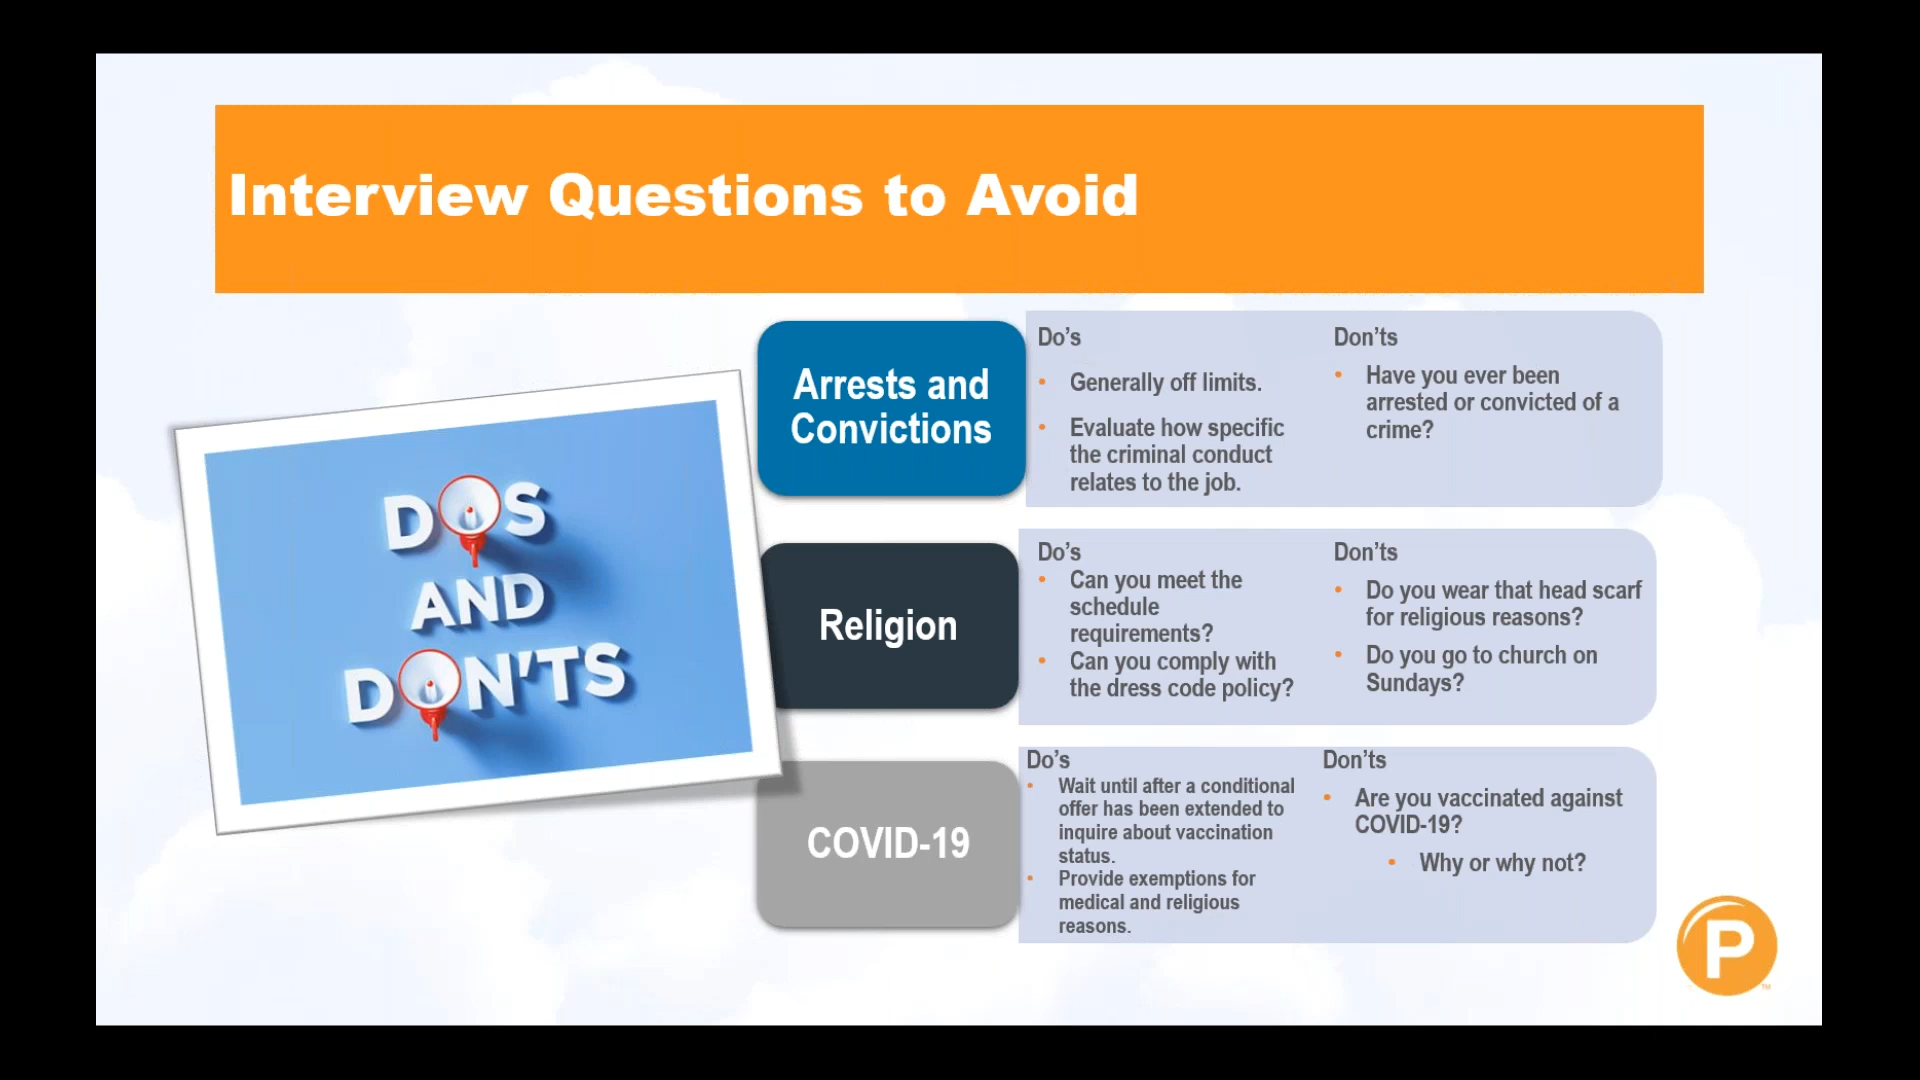 Interview Questions to Avoid
DOS
AND
DON'TS
Arrests and
Convictions
Do’s
• Generally off limits.
• Evaluate how specific
the criminal conduct
relates to the job.
Don’ts
• Have you ever been
arrested or convicted of a
crime?
Religion
Do’s
• Can you meet the
schedule
requirements?
• Can you comply with
the dress code policy?
Don’ts
• Do you wear that head scarf
for religious reasons?
• Do you go to church on
Sundays?
COVID-19
Do’s
• Wait until after a conditional
offer has been extended to
inquire about vaccination
status.
• Provide exemptions for
medical and religious
reasons.
Don’ts
• Are you vaccinated against
COVID-19?
• Why or why not?
P
TM